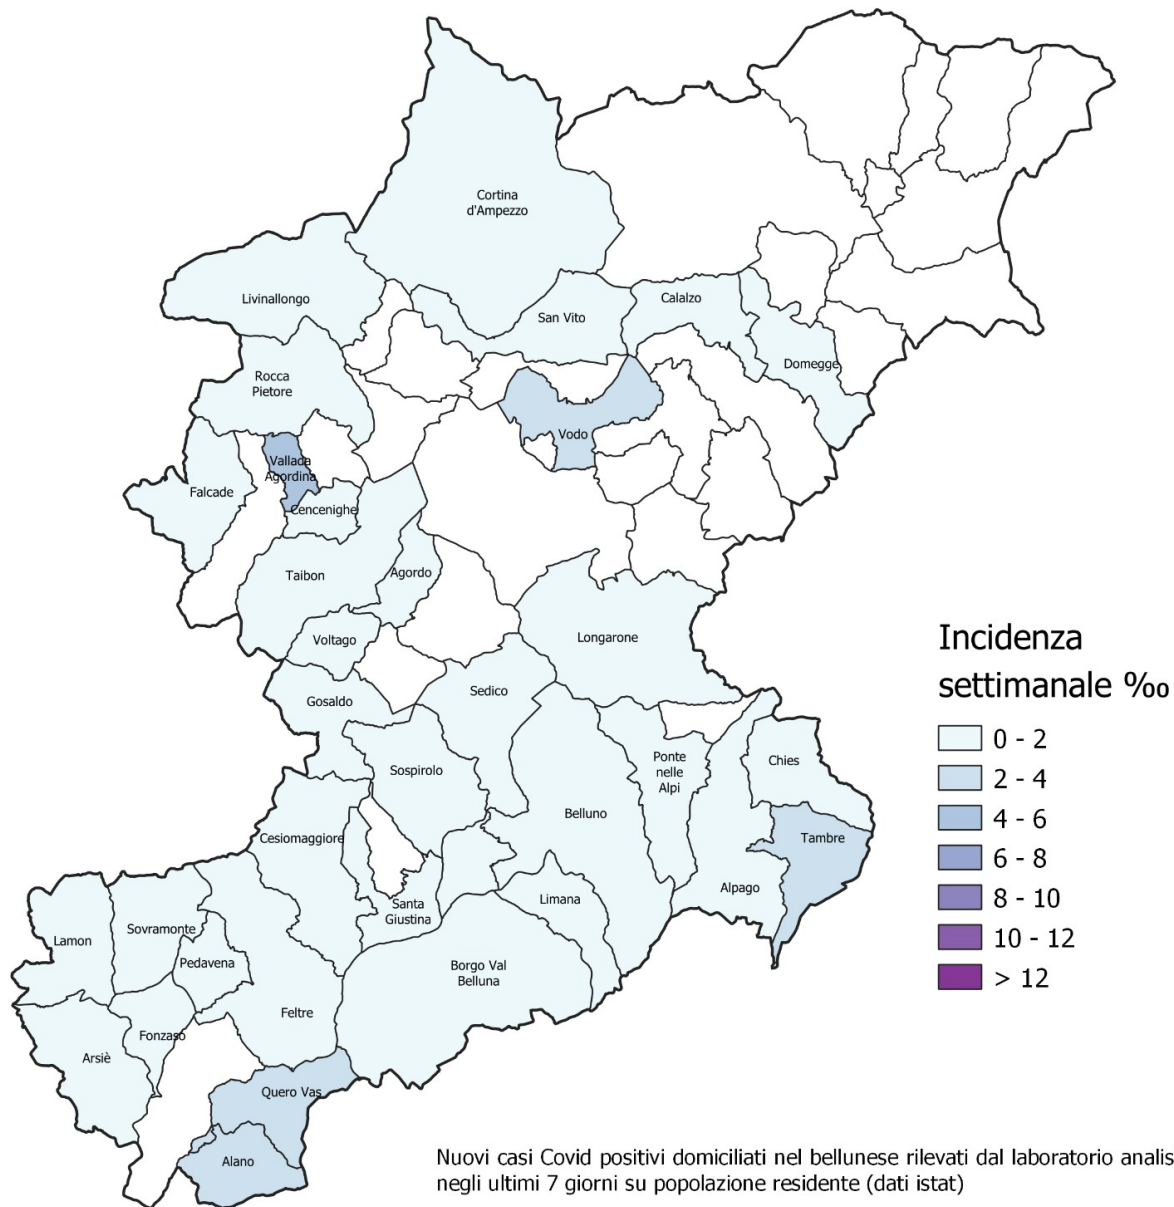 Cortina
d'Ampezzo
Livinallongo
San Vito
Calalzo
Domegge
Rocca
Pietore
Vodo
Vallada
Agordina
Falcade
Cencenighe
Taibon
Agordo
Voltago
Longarone
Gosaldo
Sedico
Sospirolo
Ponte
nelle
Alpi
Chies
Belluno
Cesiomaggiore
Tambre
Alpago
Limana
Santa
Giustina
Lamon
Sovramonte
Pedavena
Borgo Val
Belluna
Feltre
Fonzaso
Arsiè
Quero Vas
Alano
Incidenza
settimanale ‰
0 - 2
2 - 4
4 - 6
6 - 8
8 - 10
10 - 12
> 12
Nuovi casi Covid positivi domiciliati nel bellunese rilevati dal laboratorio analis
negli ultimi 7 giorni su popolazione residente (dati istat)